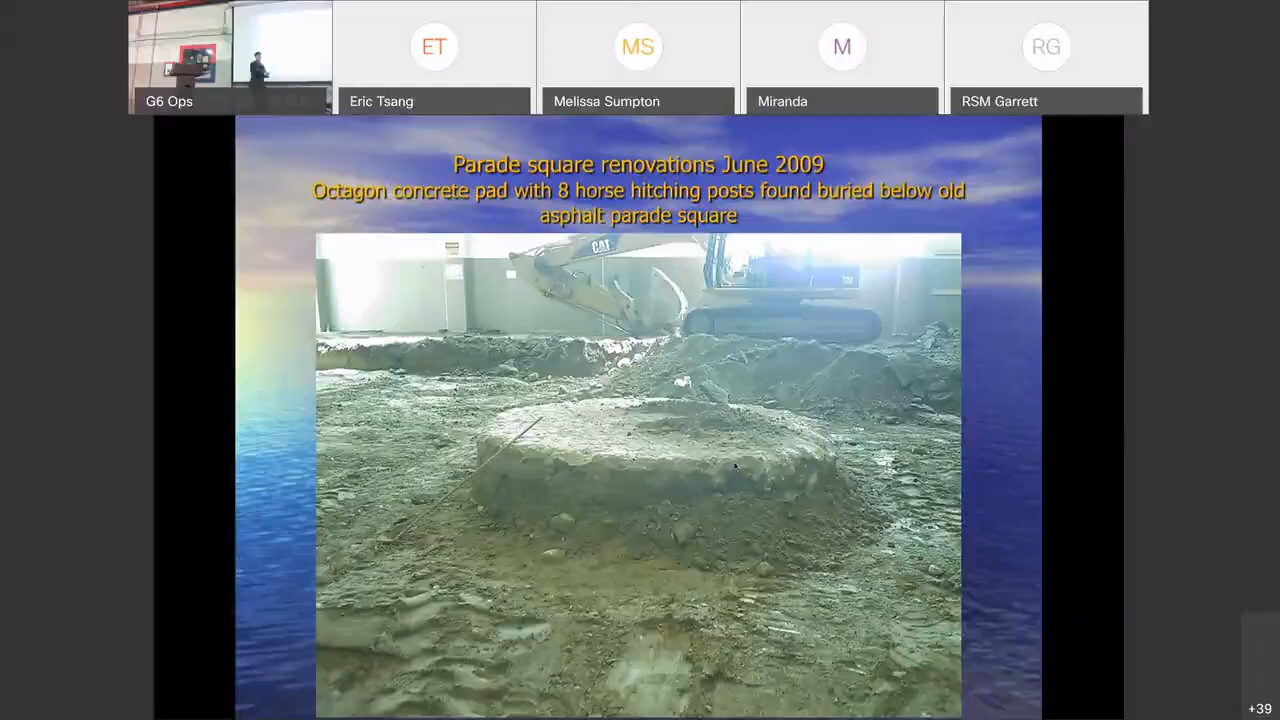 ET
MS
M
RG
G6 Ops
Eric Tsang
Melissa Sumpton
Miranda
RSM Garrett
Parade square renovations June 2009
Octagon concrete pad with 8 horse hitching posts found buried below old
asphalt parade square
CAT
+39